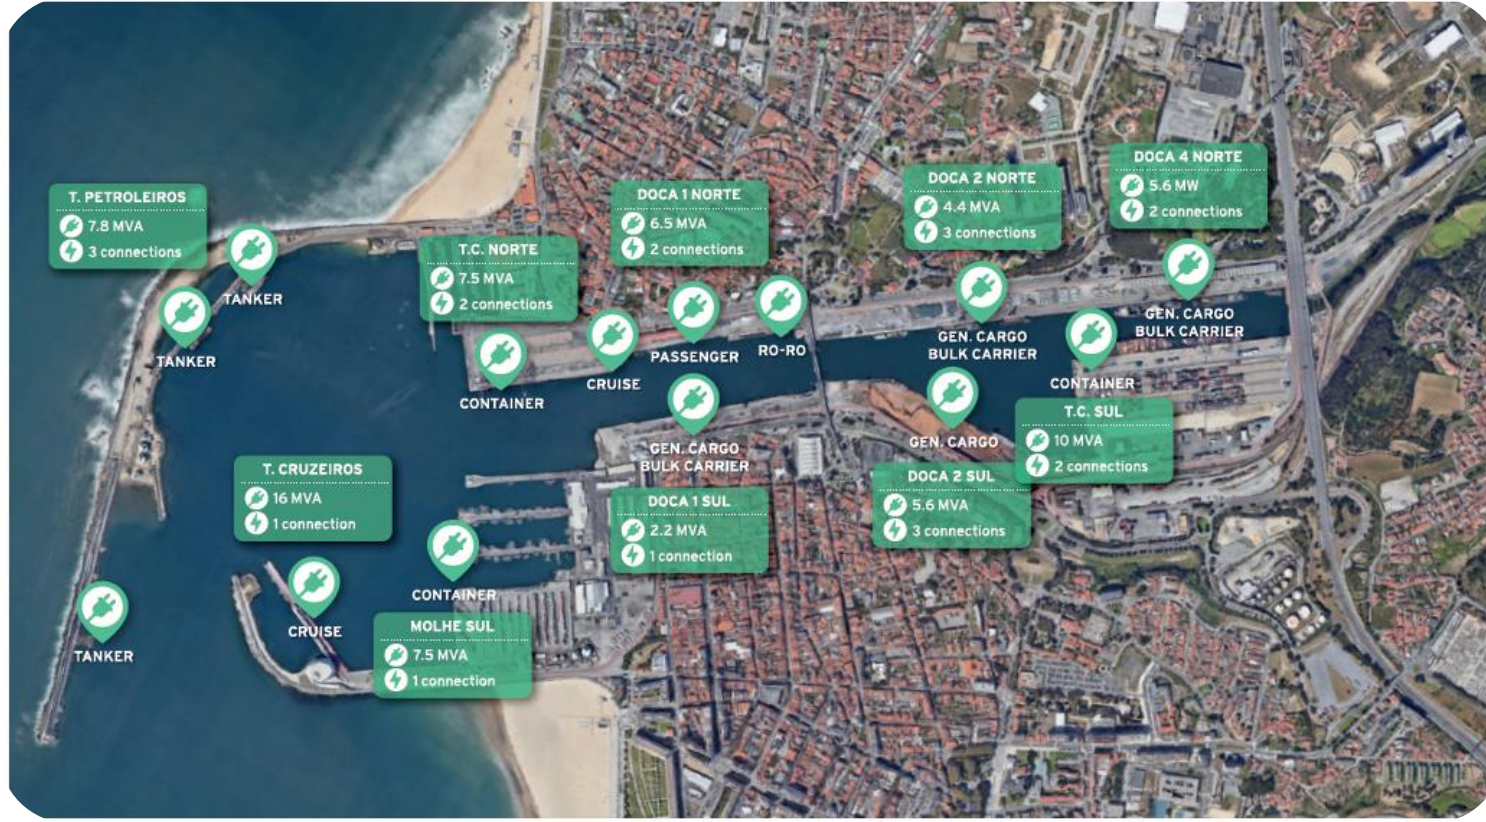 T. PETROLEIROS
7.8 MVA
3 connections
TANKER
TANKER
TANKER
T.C. NORTE
7.5 MVA
2 connections
CONTAINER
DOCA 1 NORTE
6.5 MVA
2 connections
CRUISE
PASSENGER
RO-RO
DOCA 2 NORTE
4.4 MVA
3 connections
GEN. CARGO
BULK CARRIER
DOCA 4 NORTE
5.6 MW
2 connections
GEN. CARGO
BULK CARRIER
CONTAINER
T.C. SUL
10 MVA
2 connections
GEN. CARGO
DOCA 2 SUL
5.6 MVA
3 connections
GEN. CARGO
BULK CARRIER
DOCA 1 SUL
2.2 MVA
1 connection
T. CRUZEIROS
16 MVA
1 connection
CRUISE
CONTAINER
MOLHE SUL
7.5 MVA
1 connection